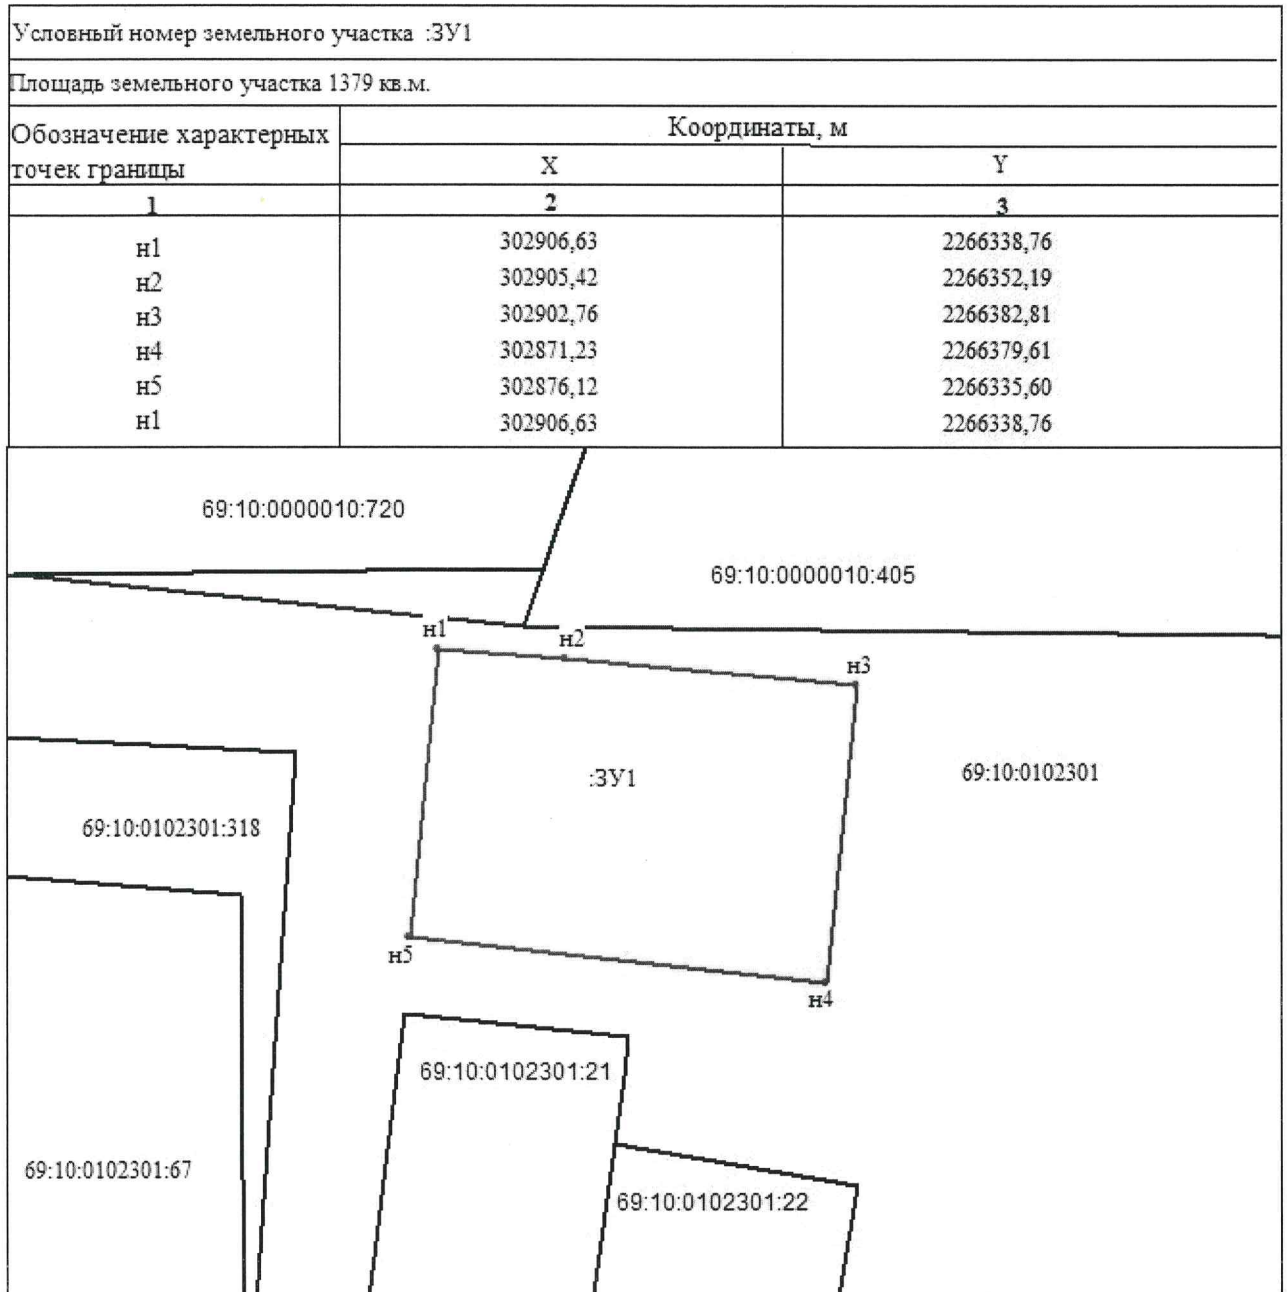 Условный номер земельного участка :ЗУ1
Площадь земельного участка 1379 кв.м.
Обозначение характерных точек границы
Координаты, м
X
Y
1
2
3
н1 302906,63 2266338,76
н2 302905,42 2266352,19
н3 302902,76 2266382,81
н4 302871,23 2266379,61
н5 302876,12 2266335,60
н1 302906,63 2266338,76
69:10:0000010:720
69:10:0000010:405
н1
н2
н3
:ЗУ1
69:10:0102301
69:10:0102301:318
н5
н4
69:10:0102301:21
69:10:0102301:67
69:10:0102301:22